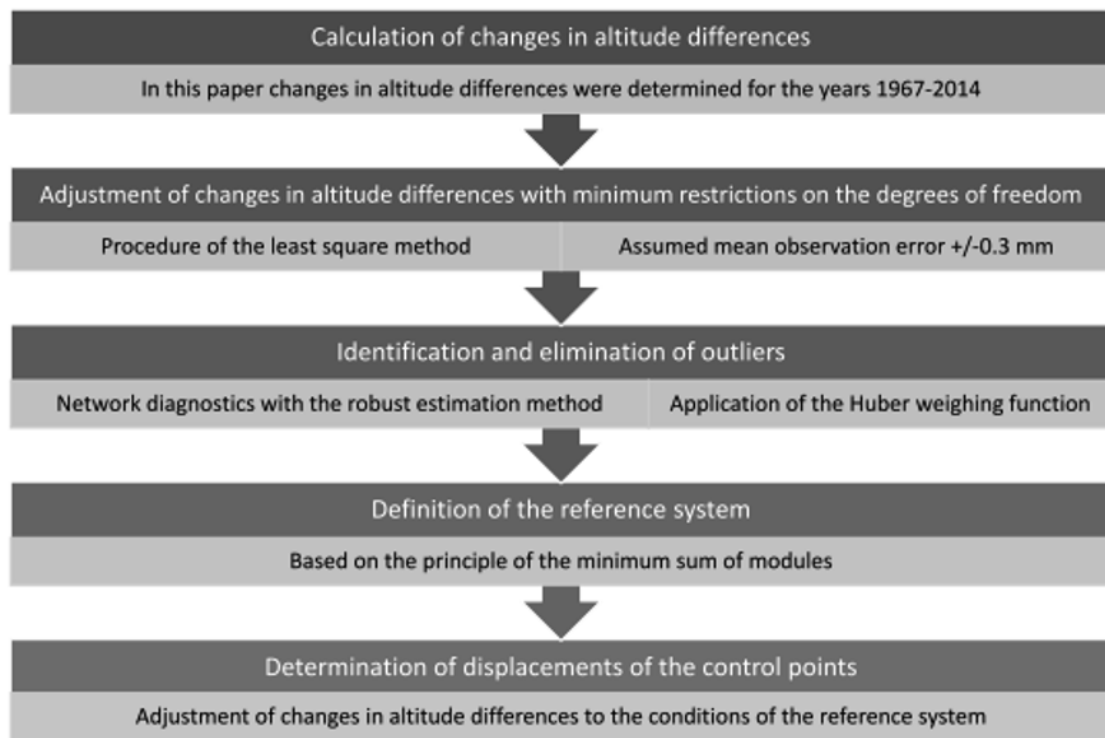 Calculation of changes in altitude differences
In this paper changes in altitude differences were determined for the years 1967-2014
Adjustment of changes in altitude differences with minimum restrictions on the degrees of freedom
Procedure of the least square method
Assumed mean observation error +/-0.3 mm
Identification and elimination of outliers
Network diagnostics with the robust estimation method
Application of the Huber weighing function
Definition of the reference system
Based on the principle of the minimum sum of modules
Determination of displacements of the control points
Adjustment of changes in altitude differences to the conditions of the reference system